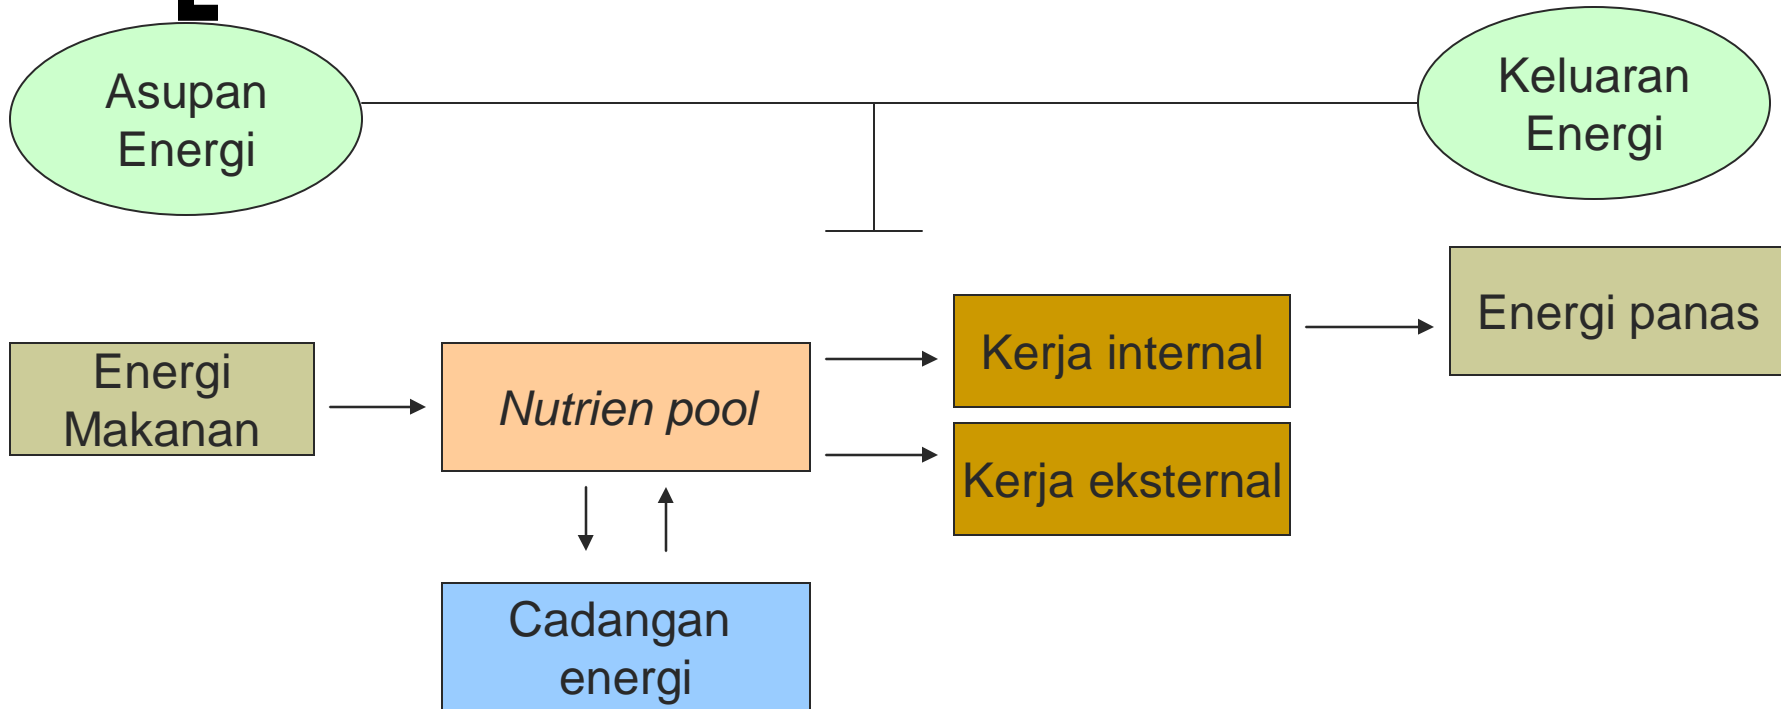 Asupan
Energi
Keluaran
Energi
Energi panas
Kerja internal
Energi
Makanan
Nutrien pool
Kerja eksternal
Cadangan
energi